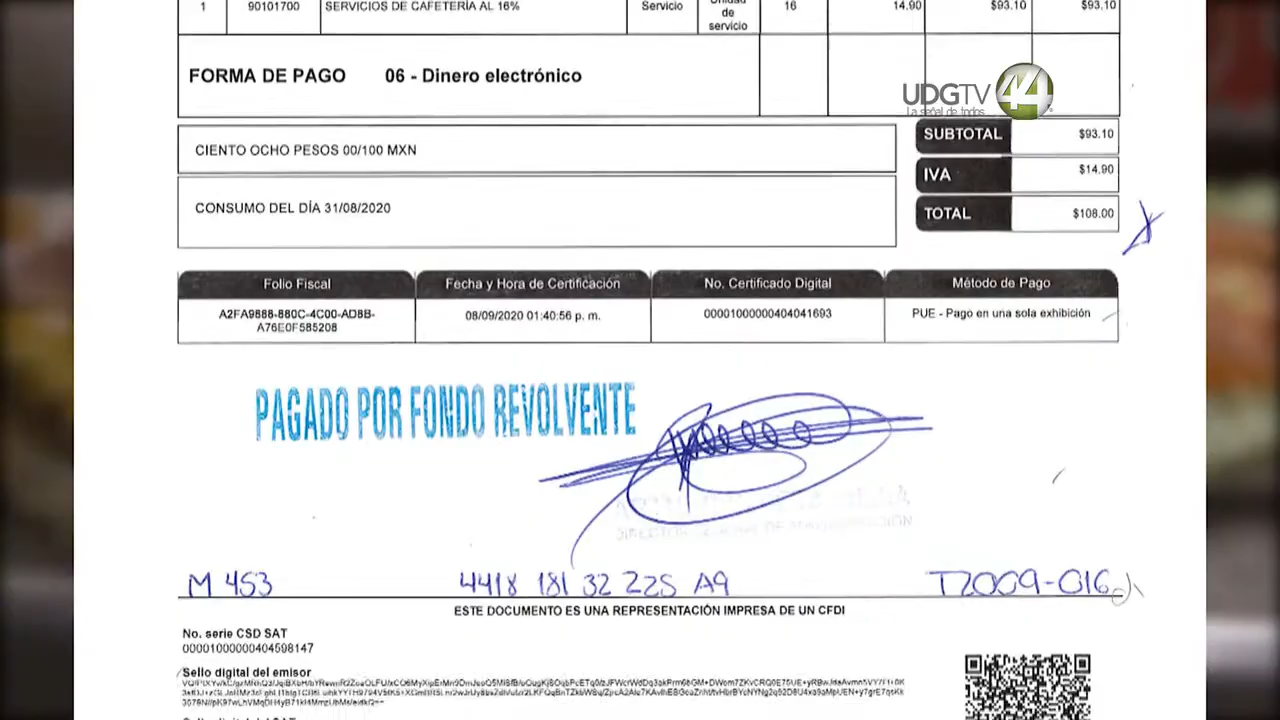 1 90101700 SERVICIOS DE CAFETERÍA AL 16% Servicio Unidad de servicio 16 14.90 $93.10 $93.10
FORMA DE PAGO 06 - Dinero electrónico
UDGTV 44
La señal de todos
SUBTOTAL $93.10
CIENTO OCHO PESOS 00/100 MXN
IVA $14.90
CONSUMO DEL DÍA 31/08/2020
TOTAL $108.00
Folio Fiscal Fecha y Hora de Certificación No. Certificado Digital Método de Pago
A2FA9888-880C-4C00-AD8B-A76E0F585208 08/09/2020 01:40:56 p. m. 00001000000404041693 PUE - Pago en una sola exhibición
PAGADO POR FONDO REVOLVENTE
M 453 4418 181 32 225 A9 T2009-016
ESTE DOCUMENTO ES UNA REPRESENTACIÓN IMPRESA DE UN CFDI
No. serie CSD SAT
00001000000404598147
Sello digital del emisor